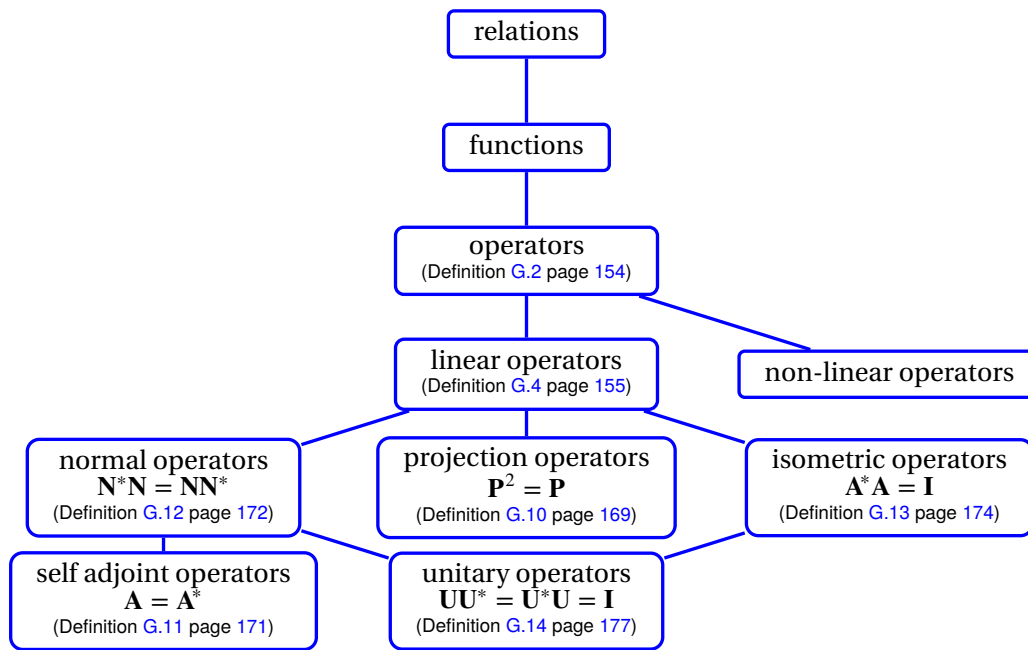 relations
functions
operators
(Definition G.2 page 154)
linear operators
(Definition G.4 page 155)
non-linear operators
normal operators
N*N = NN*
(Definition G.12 page 172)
projection operators
P² = P
(Definition G.10 page 169)
isometric operators
A*A = I
(Definition G.13 page 174)
self adjoint operators
A = A*
(Definition G.11 page 171)
unitary operators
UU* = U*U = I
(Definition G.14 page 177)